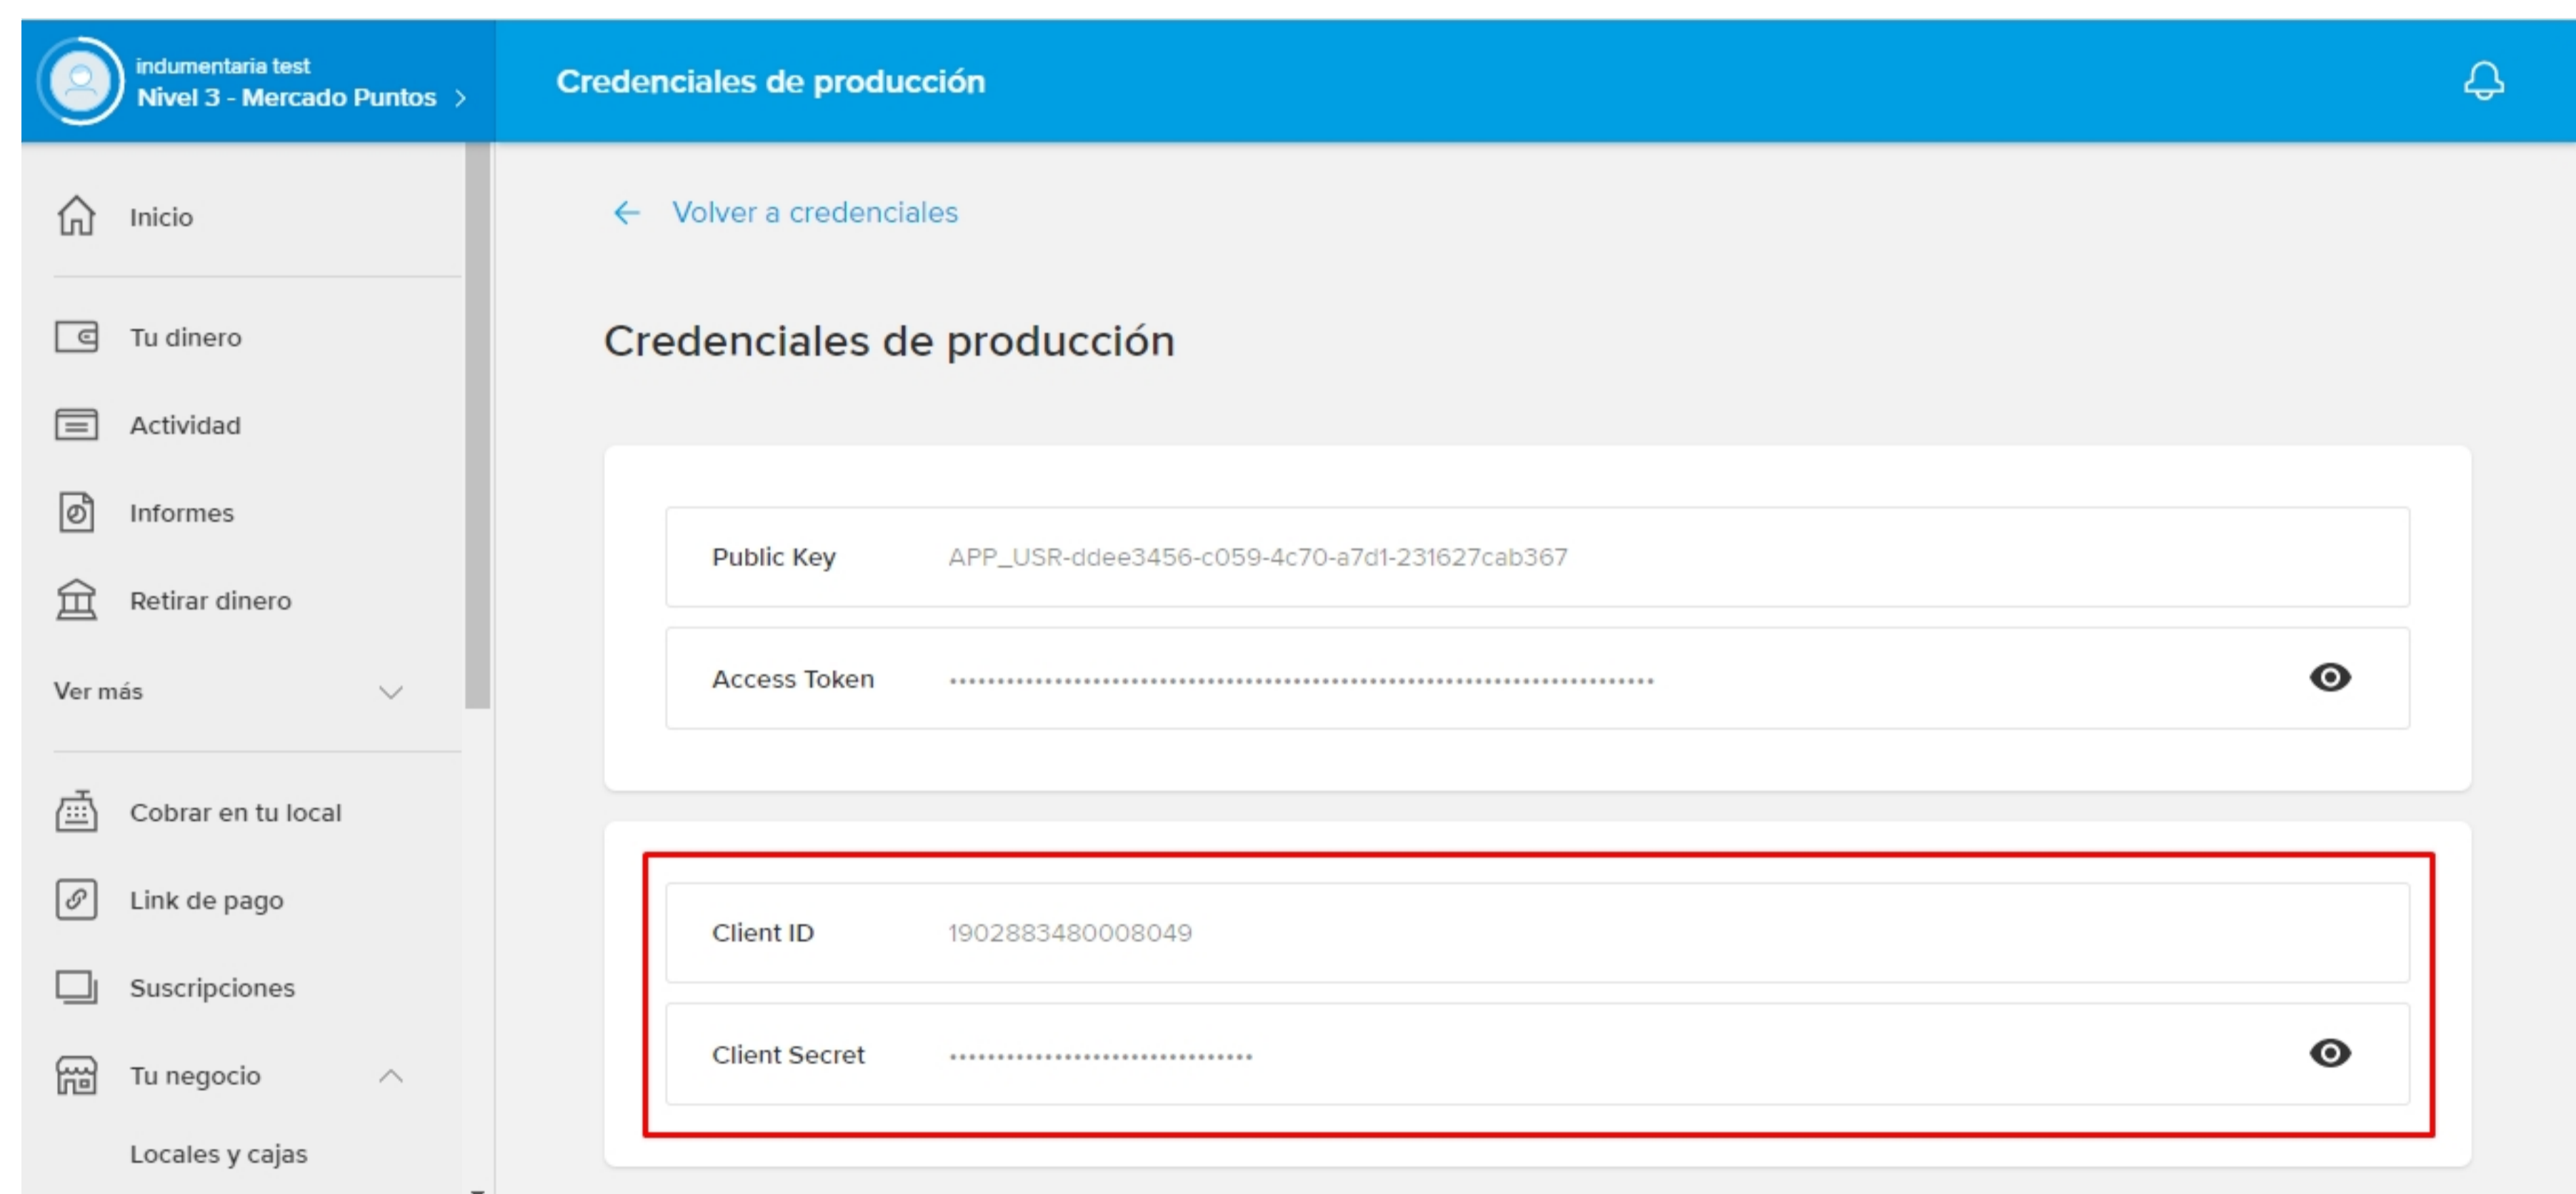 indumentaria test
Nivel 3 - Mercado Puntos >
Credenciales de producción
Inicio
Tu dinero
Actividad
Informes
Retirar dinero
Ver más
Cobrar en tu local
Link de pago
Suscripciones
Tu negocio
Locales y cajas
← Volver a credenciales
Credenciales de producción
Public Key APP_USR-ddee3456-c059-4c70-a7d1-231627cab367
Access Token
Client ID 1902883480008049
Client Secret